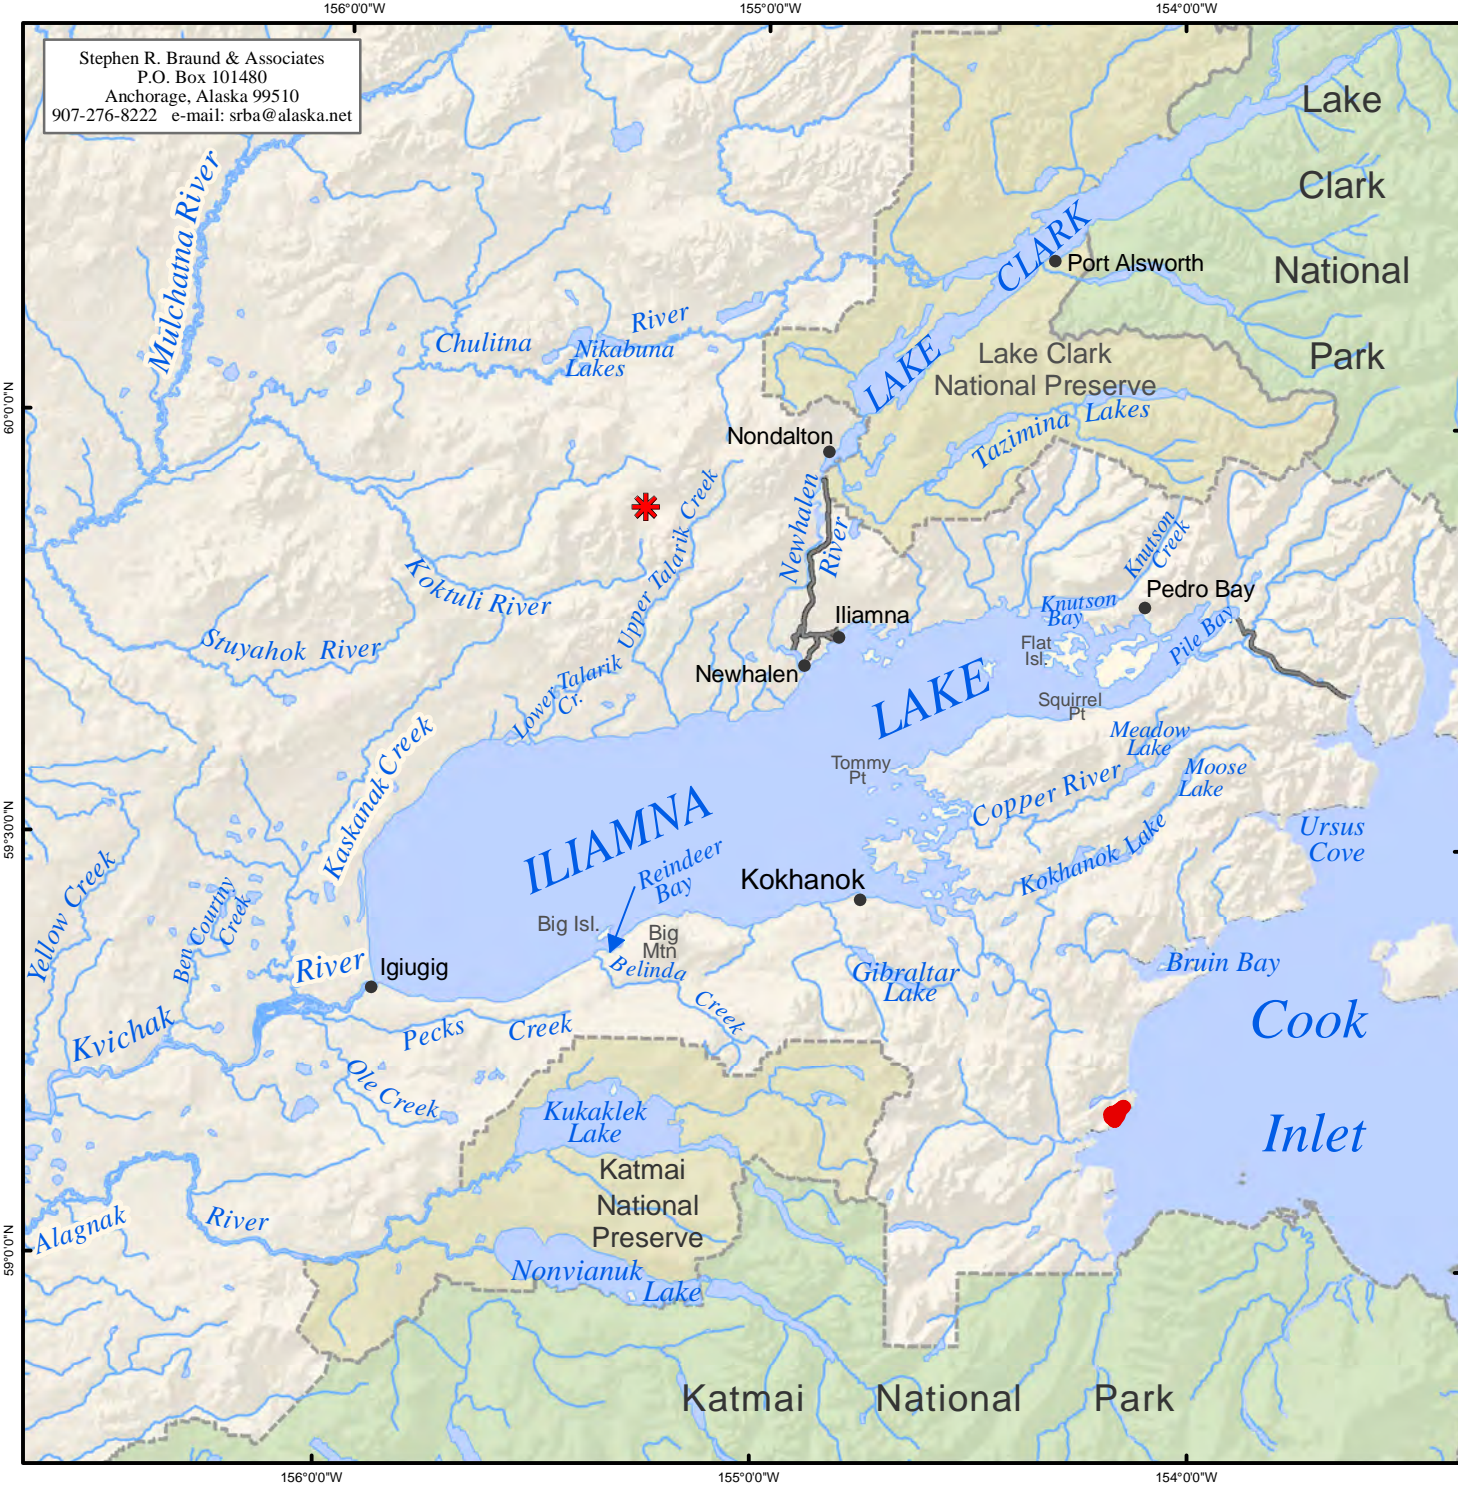 156°0'0"W
155°0'0"W
154°0'0"W
Stephen R. Braund & Associates
P.O. Box 101480
Anchorage, Alaska 99510
907-276-8222 e-mail: srba@alaska.net
Lake
Clark
National
Park
Mulchatna River
LAKE CLARK
Port Alsworth
Chulitna River
Nikabuna
Lakes
Lake Clark
National Preserve
60°0'0"N
Tazimina Lakes
Nondalton
Newhalen
River
Upper Talarik Creek
Koktuli River
Knutson
Creek
Pedro Bay
Knutson
Bay
Iliamna
Stuyahok River
Flat
Isl.
Pile Bay
Newhalen
Lower Talarik
Cr.
Squirrel
Pt
LAKE
Meadow
Lake
Moose
Lake
Tommy
Pt
Kaskanak Creek
Copper River
ILIAMNA
59°30'0"N
Ursus
Cove
Kokhanok Lake
Reindeer
Bay
Kokhanok
Yellow Creek
Ben Courtny
Creek
Big Isl.
Big
Mtn
Igiugig
Kvichak River
Belinda Creek
Gibraltar
Lake
Bruin Bay
Cook
Inlet
Pecks Creek
Ole Creek
Kukaklek
Lake
Katmai
National
Preserve
Alagnak River
59°0'0"N
Nonvianuk
Lake
Katmai National Park
156°0'0"W
155°0'0"W
154°0'0"W